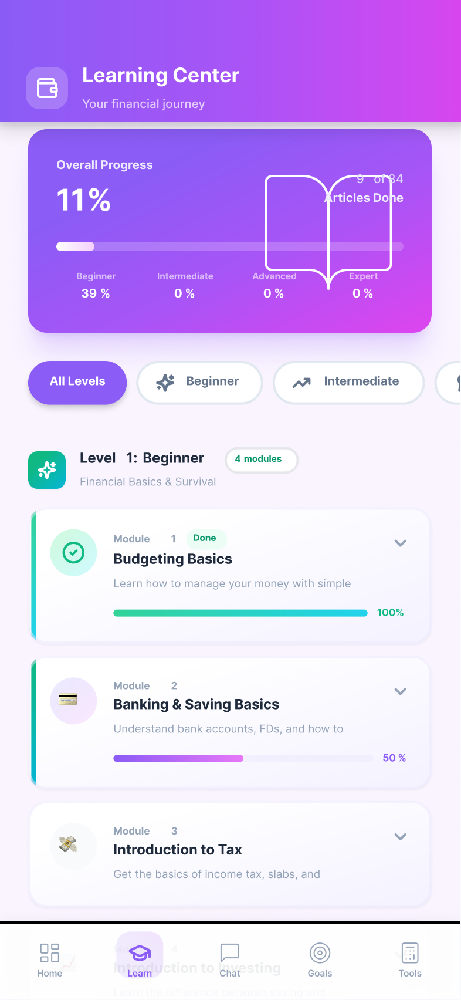 Learning Center
Your financial journey
Overall Progress
11%
9 of 84
Articles Done
Beginner Intermediate Advanced Expert
39 % 0 % 0 % 0 %
All Levels Beginner Intermediate
Level 1: Beginner 4 modules
Financial Basics & Survival
Module 1 Done
Budgeting Basics
Learn how to manage your money with simple
100%
Module 2
Banking & Saving Basics
Understand bank accounts, FDs, and how to
50 %
Module 3
Introduction to Tax
Get the basics of income tax, slabs, and
Module 4
Introduction to Investing
Home Learn Chat Goals Tools
Learn the difference between saving and